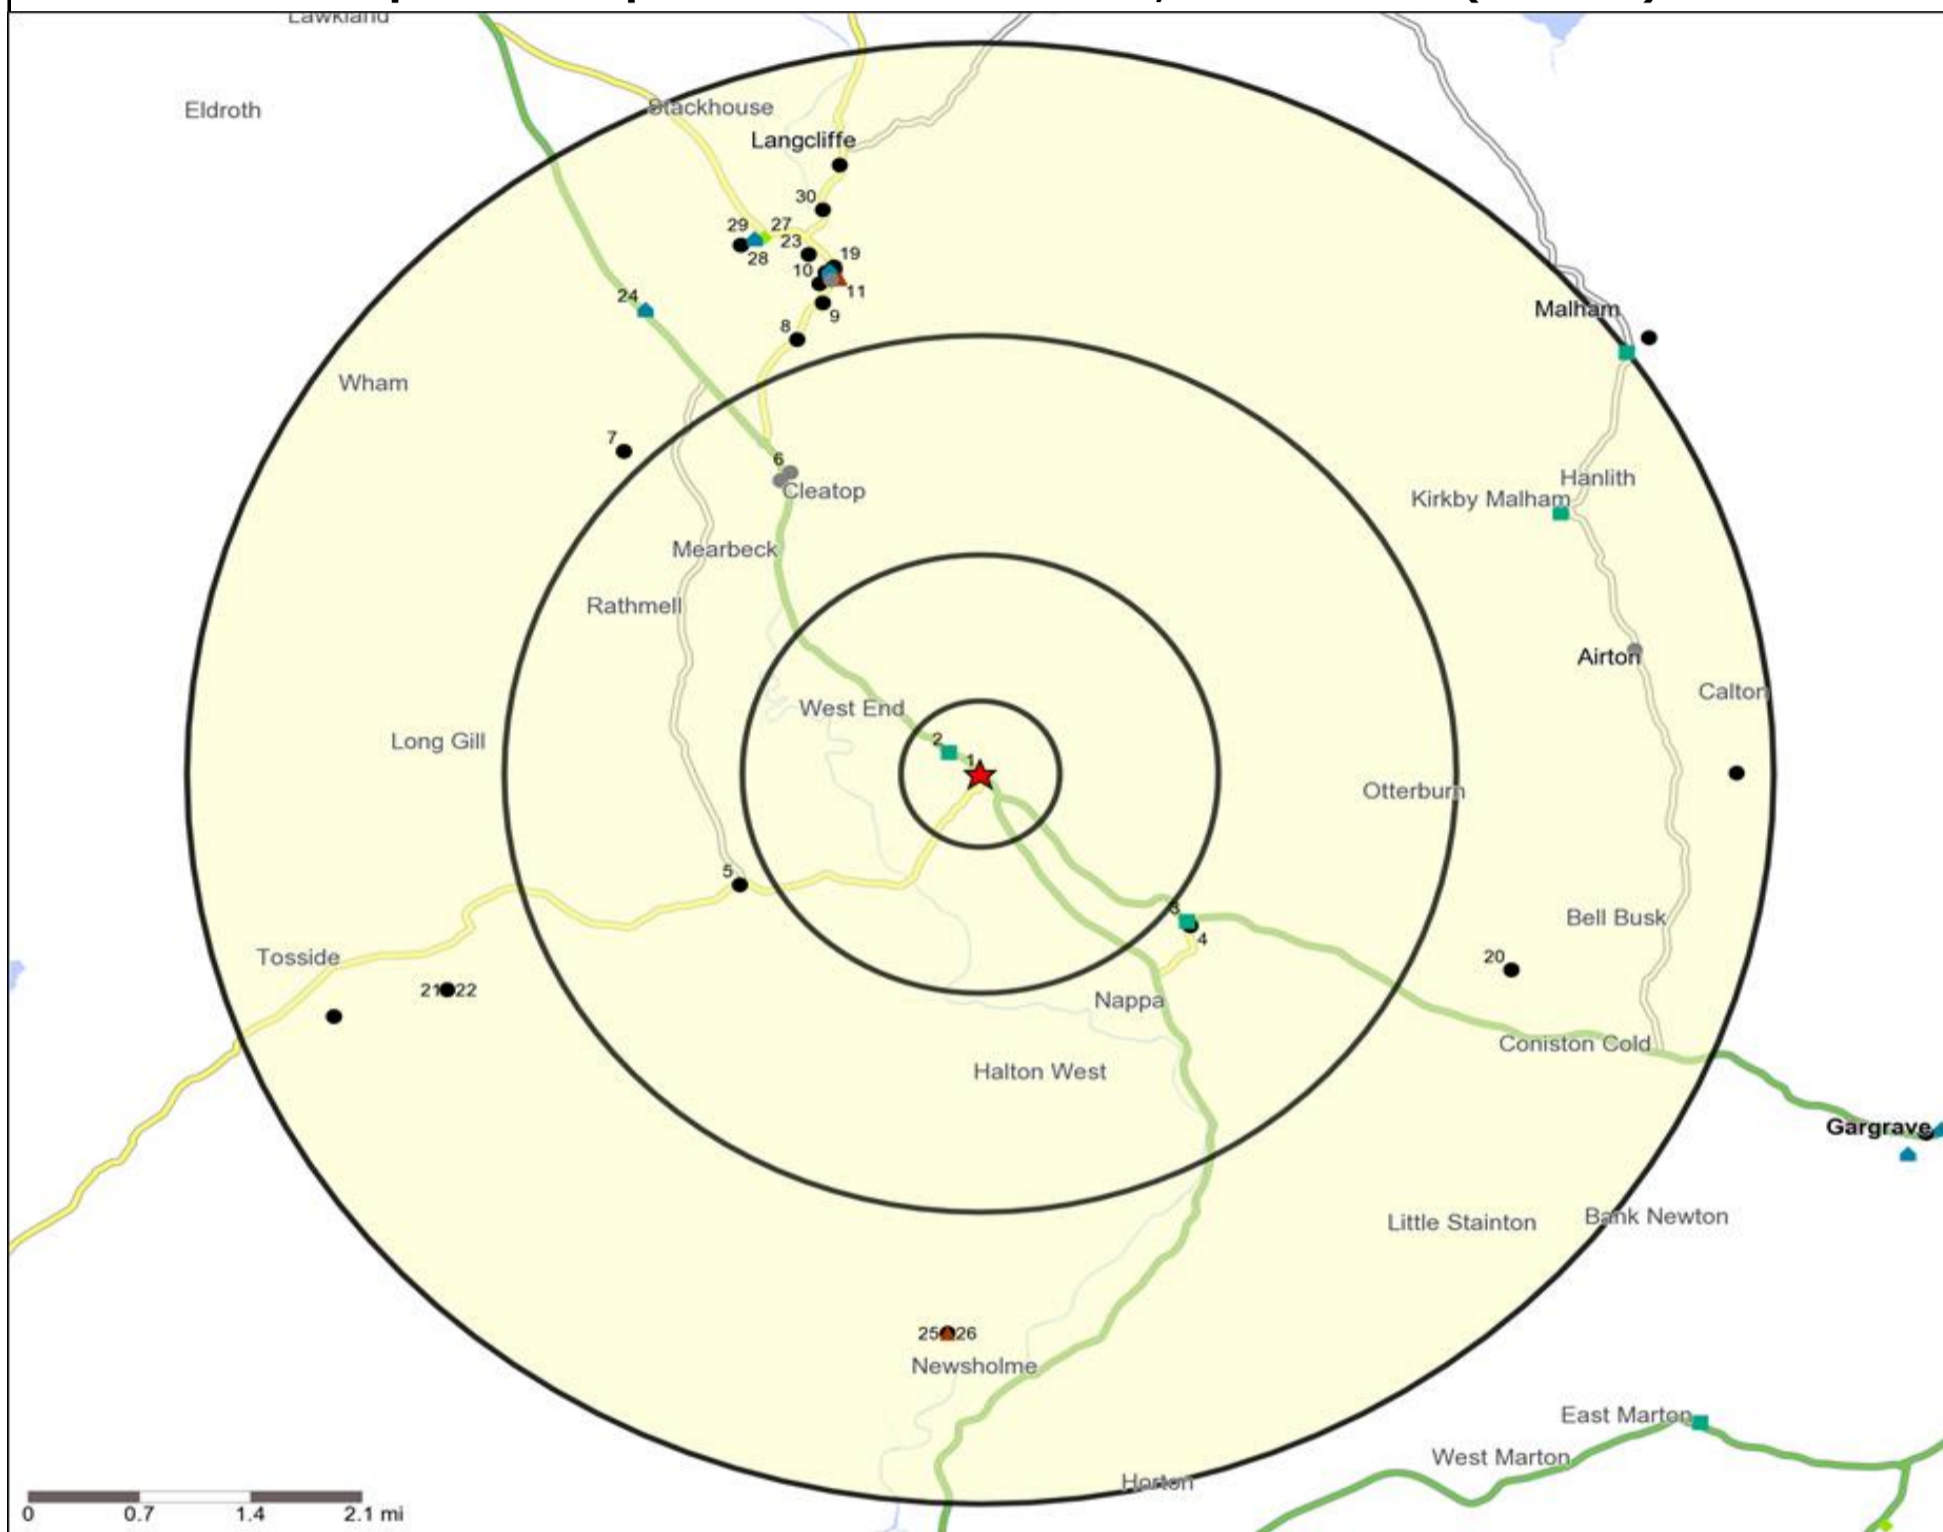 Lawkland
Eldroth
Stackhouse
Langcliffe
30
29
27
23
28
19
10
11
24
9
8
Malham
Wham
7
6
Cleatop
Hanlith
Kirkby Malham
Mearbeck
Rathmell
Airton
Calton
West End
Long Gill
2
1
Otterburn
5
3
4
Bell Busk
20
Tosside
21 22
Nappa
Coniston Cold
Halton West
Gargrave
Little Stainton
Bank Newton
25 26
Newsholme
East Marton
West Marton
Horton
0 0.7 1.4 2.1 mi